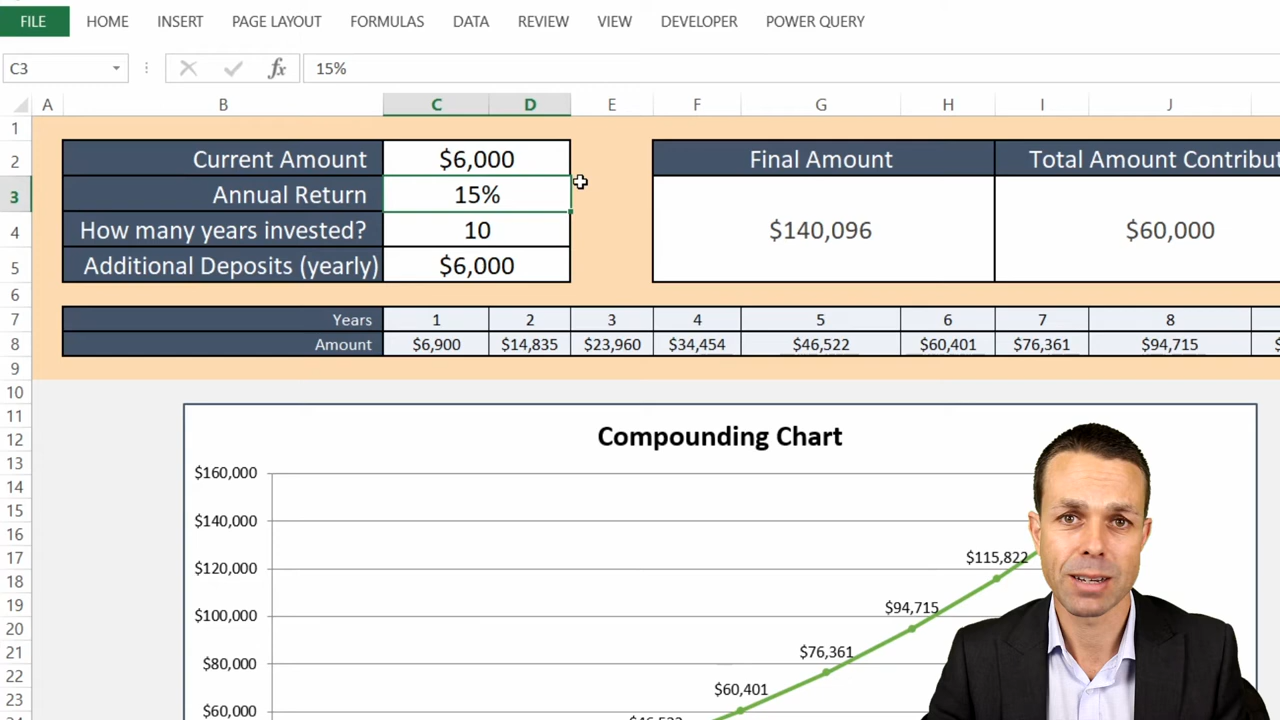 FILE HOME INSERT PAGE LAYOUT FORMULAS DATA REVIEW VIEW DEVELOPER POWER QUERY
C3 fx 15%
A B C D E F G H I J
1
2 Current Amount $6,000 Final Amount Total Amount Contribut
3 Annual Return 15%
4 How many years invested? 10 $140,096 $60,000
5 Additional Deposits (yearly) $6,000
6
7 Years 1 2 3 4 5 6 7 8
8 Amount $6,900 $14,835 $23,960 $34,454 $46,522 $60,401 $76,361 $94,715 $
9
10
11
12 Compounding Chart
13
14 $160,000
15
16 $140,000
17 $115,822
18 $120,000
19 $94,715
20 $100,000
21 $76,361
22 $80,000
23 $60,401
$60,000